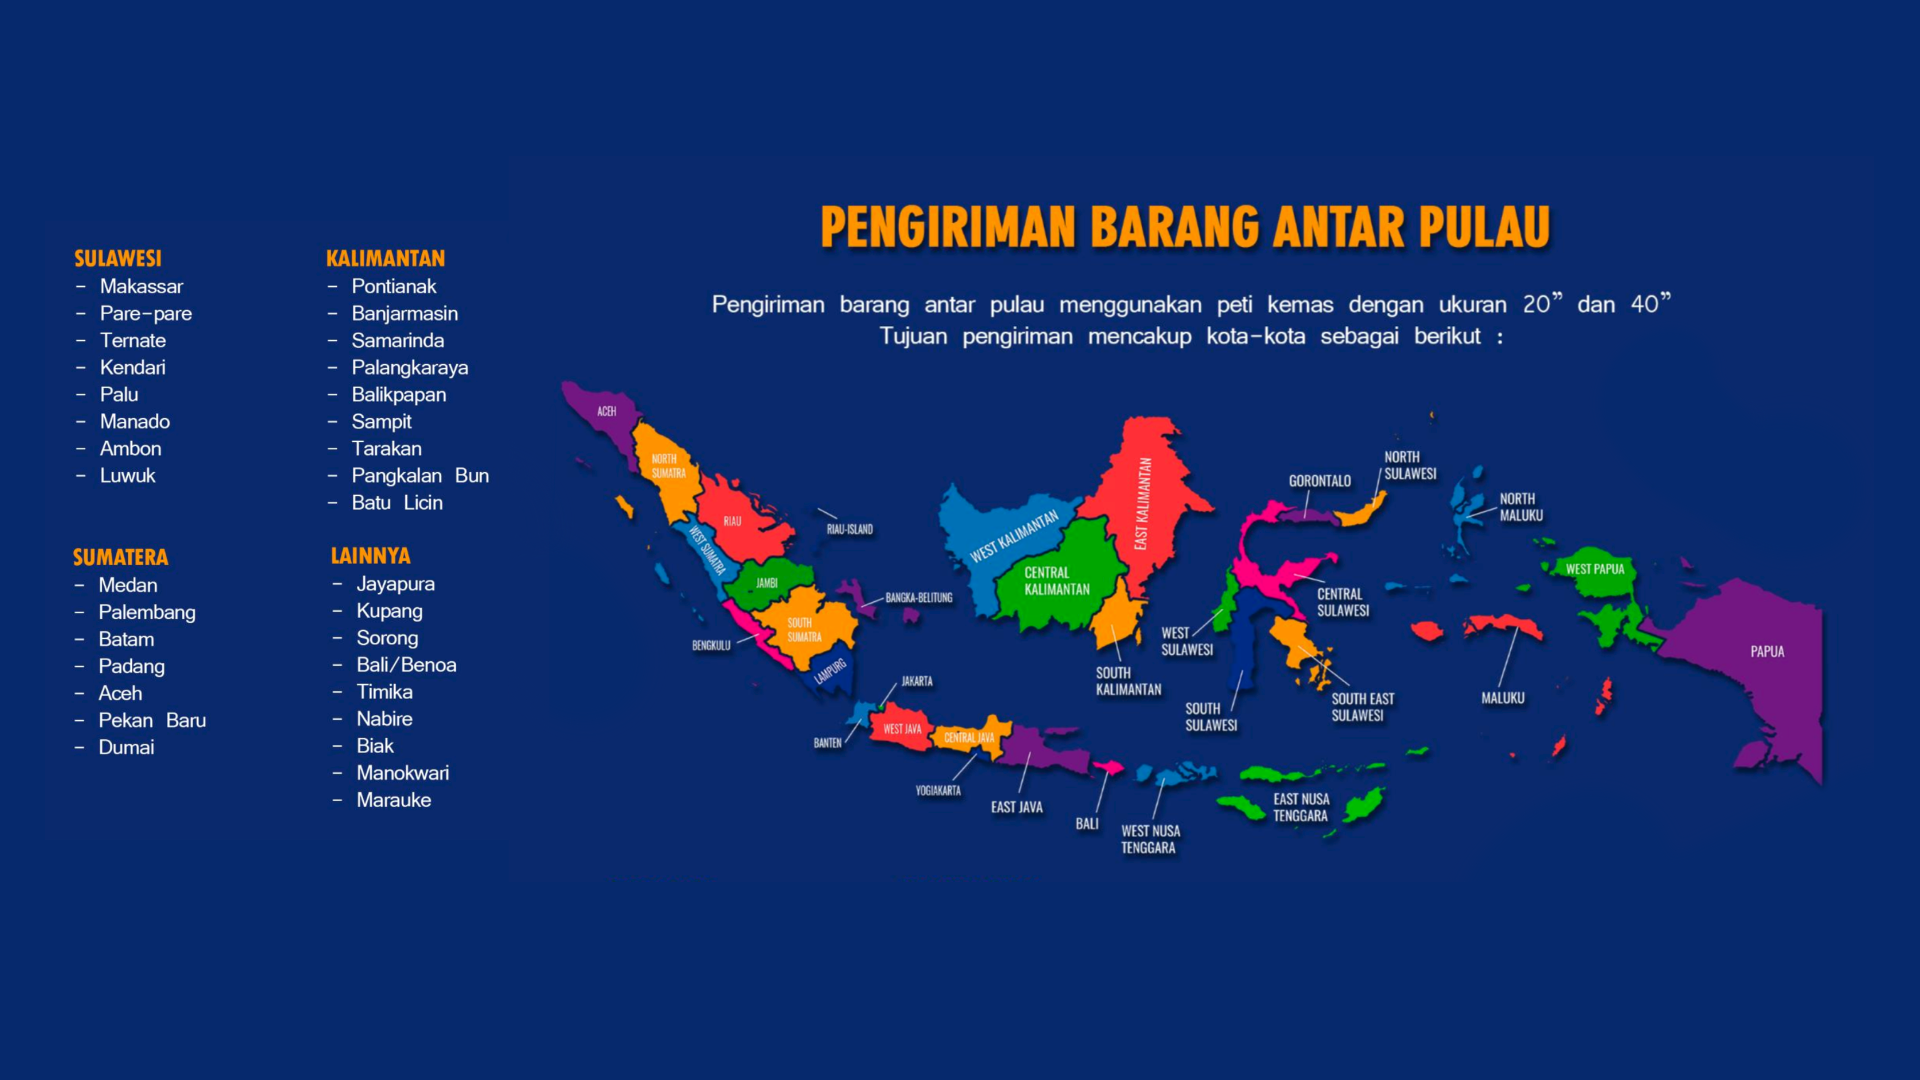 PENGIRIMAN BARANG ANTAR PULAU
Pengiriman barang antar pulau menggunakan peti kemas dengan ukuran 20” dan 40”
Tujuan pengiriman mencakup kota-kota sebagai berikut :
SULAWESI
- Makassar
- Pare-pare
- Ternate
- Kendari
- Palu
- Manado
- Ambon
- Luwuk
KALIMANTAN
- Pontianak
- Banjarmasin
- Samarinda
- Palangkaraya
- Balikpapan
- Sampit
- Tarakan
- Pangkalan Bun
- Batu Licin
SUMATERA
- Medan
- Palembang
- Batam
- Padang
- Aceh
- Pekan Baru
- Dumai
LAINNYA
- Jayapura
- Kupang
- Sorong
- Bali/Benoa
- Timika
- Nabire
- Biak
- Manokwari
- Marauke
ACEH
NORTH
SUMATRA
RIAU
RIAU-ISLAND
WEST SUMATRA
JAMBI
BANGKA-BELITUNG
SOUTH
SUMATRA
BENGKULU
LAMPURG
JAKARTA
BANTEN
WEST JAVA
CENTRAL JAVA
YOGIAKARTA
EAST JAVA
BALI
WEST NUSA
TENGGARA
EAST NUSA
TENGGARA
WEST KALIMANTAN
CENTRAL
KALIMANTAN
EAST KALIMANTAN
SOUTH
KALIMANTAN
GORONTALO
NORTH
SULAWESI
CENTRAL
SULAWESI
WEST
SULAWESI
SOUTH
SULAWESI
SOUTH EAST
SULAWESI
NORTH
MALUKU
MALUKU
WEST PAPUA
PAPUA